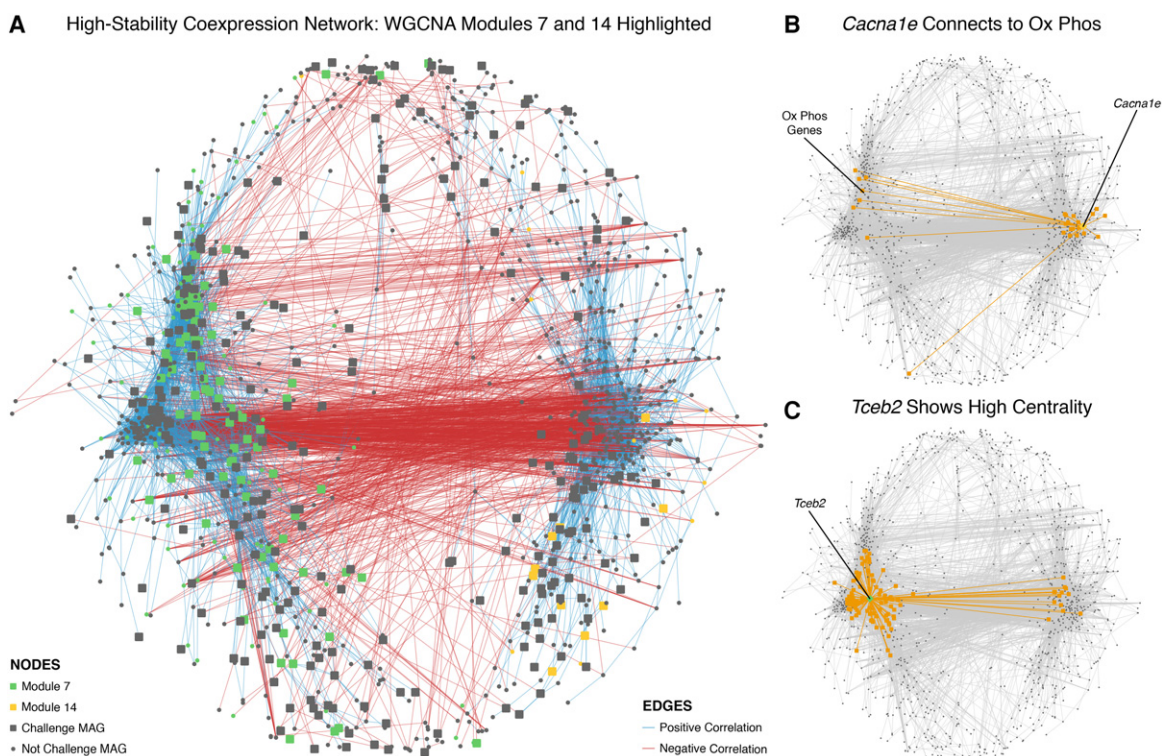 A
High-Stability Coexpression Network: WGCNA Modules 7 and 14 Highlighted
NODES
Module 7
Module 14
Challenge MAG
Not Challenge MAG
EDGES
Positive Correlation
Negative Correlation
B
Cacna1e Connects to Ox Phos
Ox Phos
Genes
Cacna1e
C
Tceb2 Shows High Centrality
Tceb2